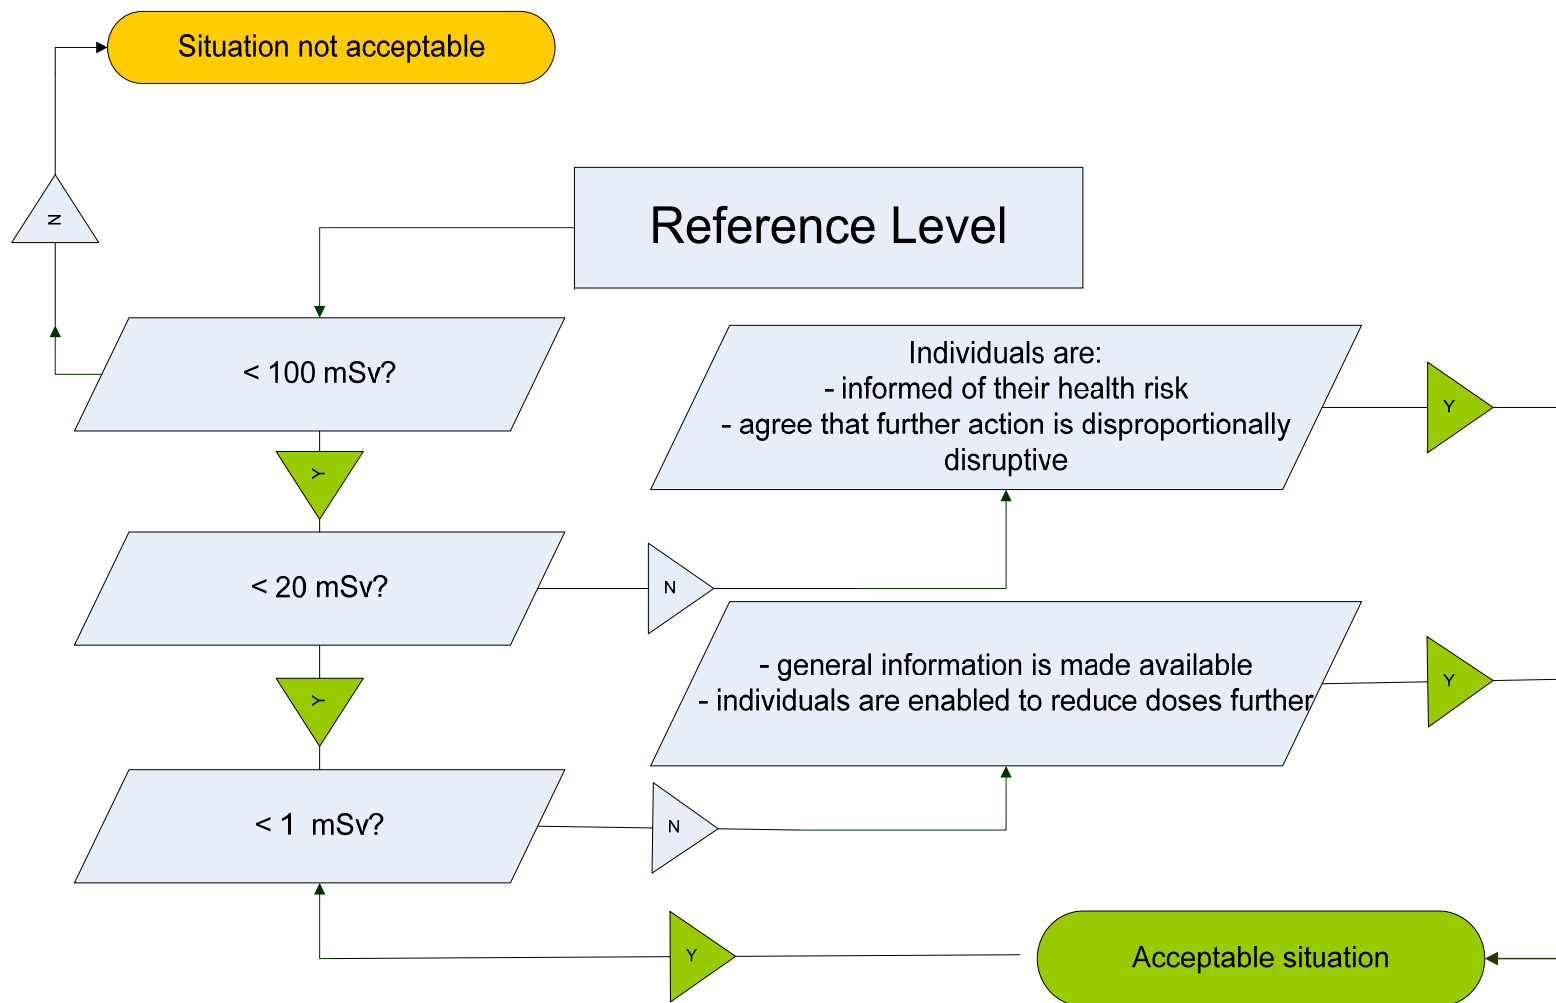 Situation not acceptable
N
Reference Level
< 100 mSv?
Individuals are:
- informed of their health risk
- agree that further action is disproportionally
disruptive
Y
Y
< 20 mSv?
N
- general information is made available
- individuals are enabled to reduce doses further
Y
Y
< 1 mSv?
N
Y
Acceptable situation